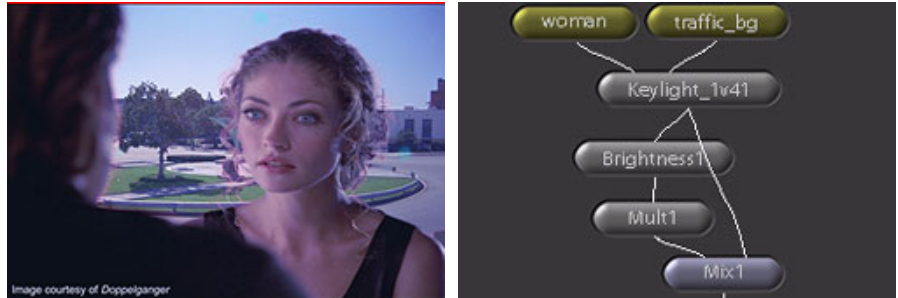 Image courtesy of Doppelganger
woman
traffic_bg
Keylight_1v41
Brightness1
Mult1
Mix1